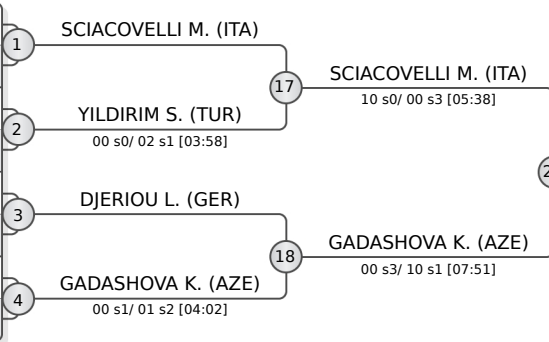 SCIACOVELLI M. (ITA)
1
17
SCIACOVELLI M. (ITA)
10 s0/ 00 s3 [05:38]
YILDIRIM S. (TUR)
2
00 s0/ 02 s1 [03:58]
DJERIOU L. (GER)
3
18
GADASHOVA K. (AZE)
00 s3/ 10 s1 [07:51]
GADASHOVA K. (AZE)
4
00 s1/ 01 s2 [04:02]